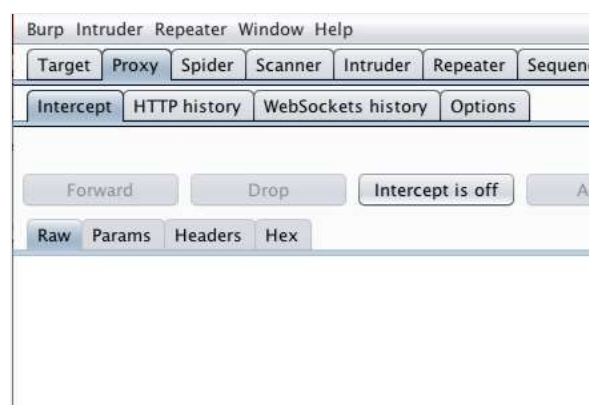 Burp Intruder Repeater Window Help
Target Proxy Spider Scanner Intruder Repeater
Intercept HTTP history WebSockets history Options
Forward Drop Intercept is off
Raw Params Headers Hex